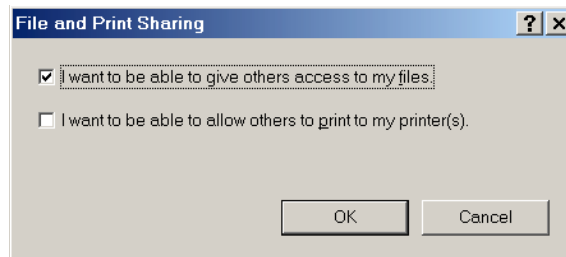 File and Print Sharing
I want to be able to give others access to my files.
I want to be able to allow others to print to my printer(s).
OK Cancel